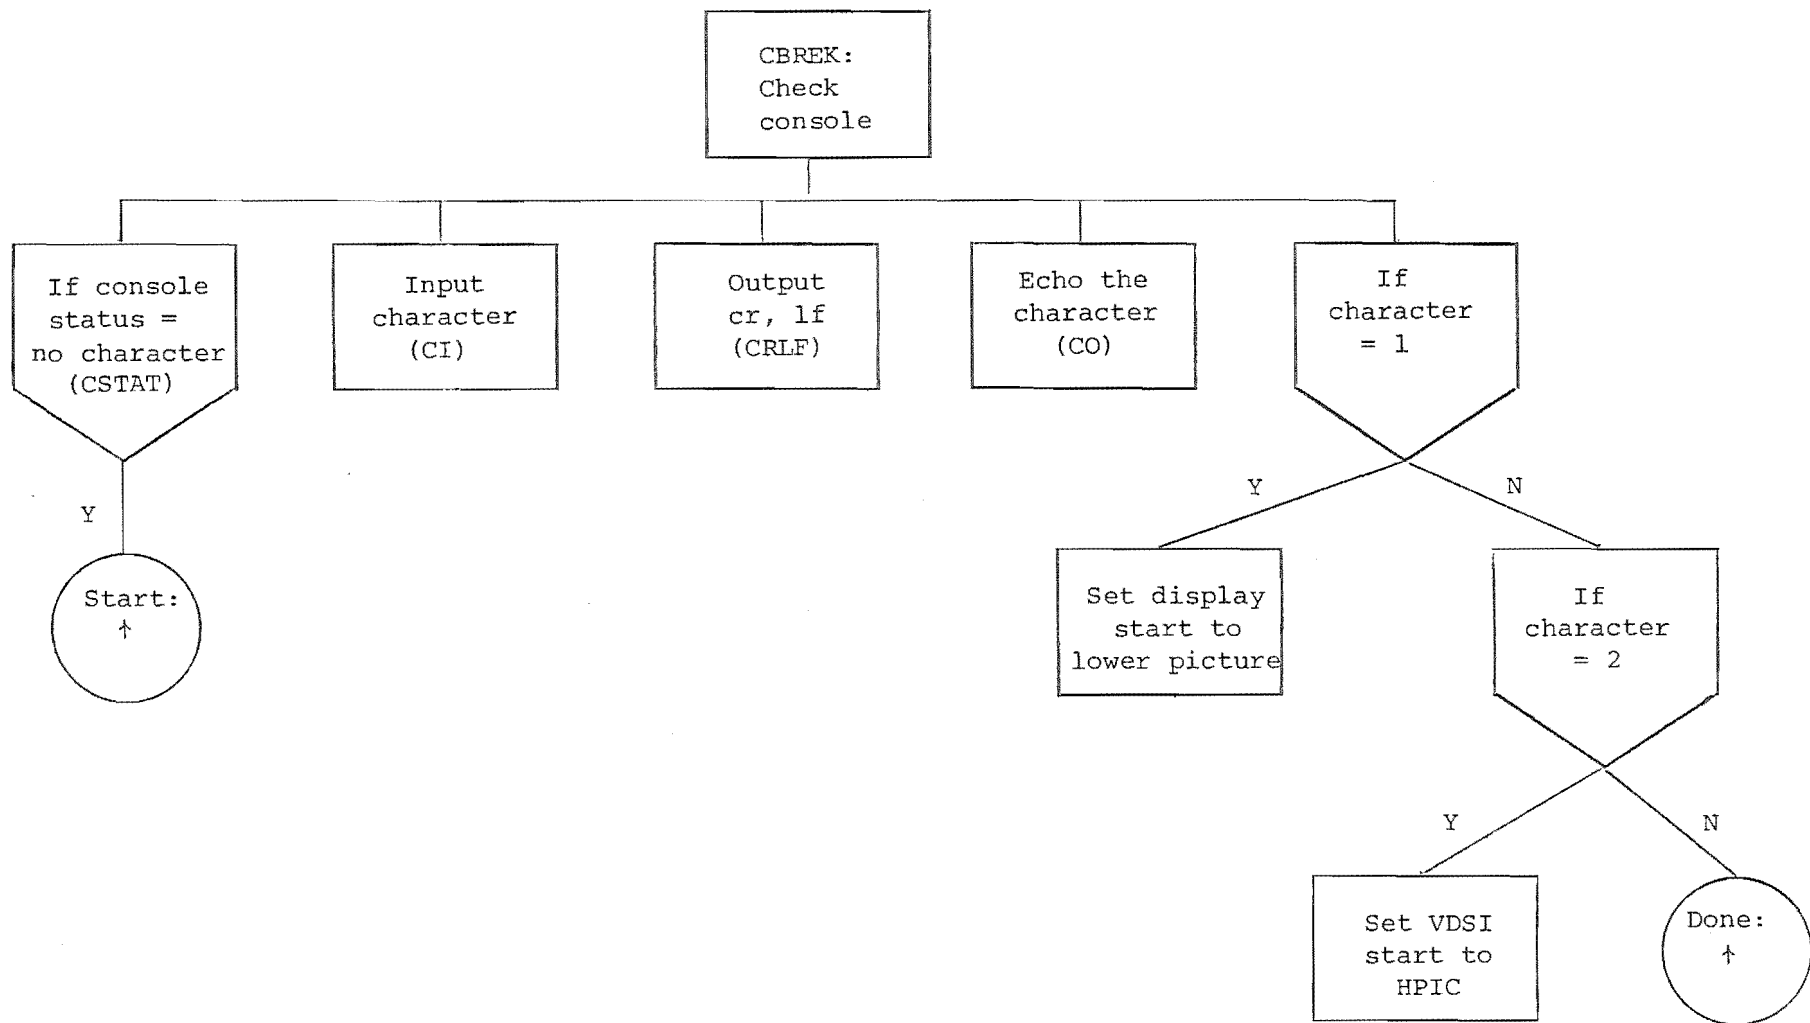 CBREK:
Check
console
If console
status =
no character
(CSTAT)
Input
character
(CI)
Output
cr, lf
(CRLF)
Echo the
character
(CO)
If
character
= 1
Y
Start:
↑
Y
N
Set display
start to
lower picture
If
character
= 2
Y
N
Set VDSI
start to
HPIC
Done:
↑